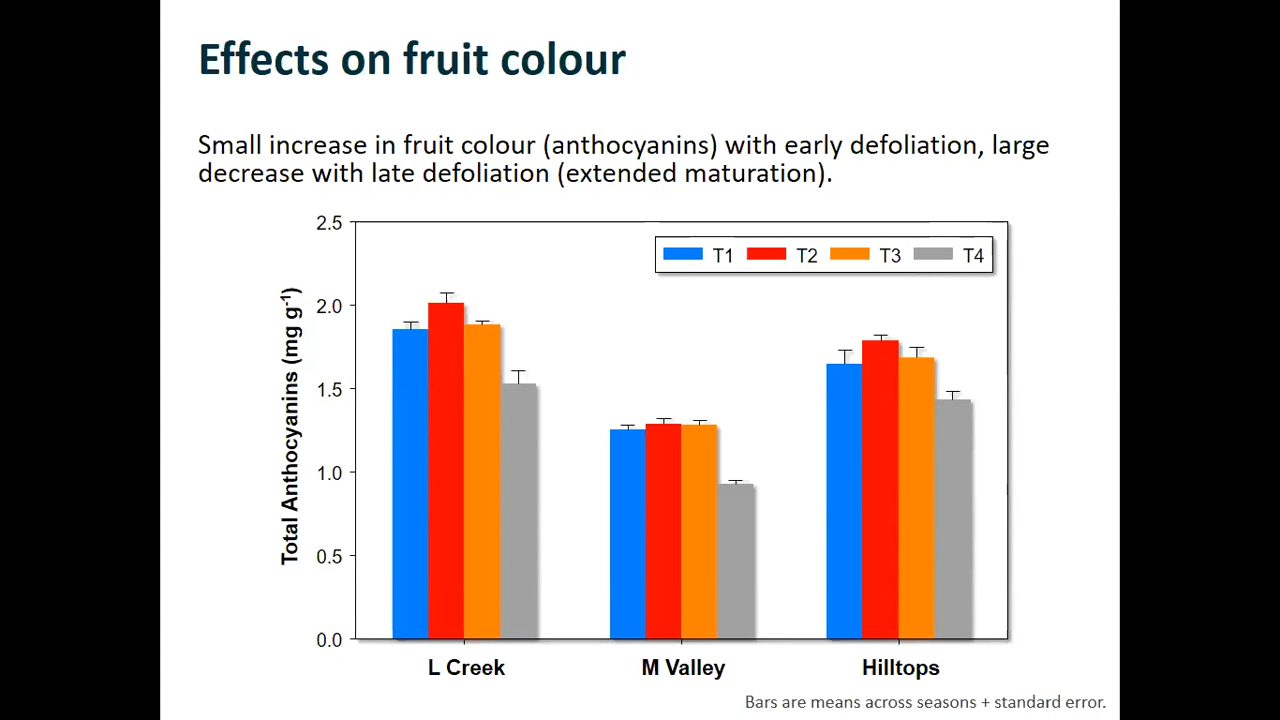 Effects on fruit colour
Small increase in fruit colour (anthocyanins) with early defoliation, large
decrease with late defoliation (extended maturation).
2.5
2.0
1.5
1.0
0.5
0.0
Total Anthocyanins (mg g⁻¹)
T1 T2 T3 T4
L Creek M Valley Hilltops
Bars are means across seasons + standard error.